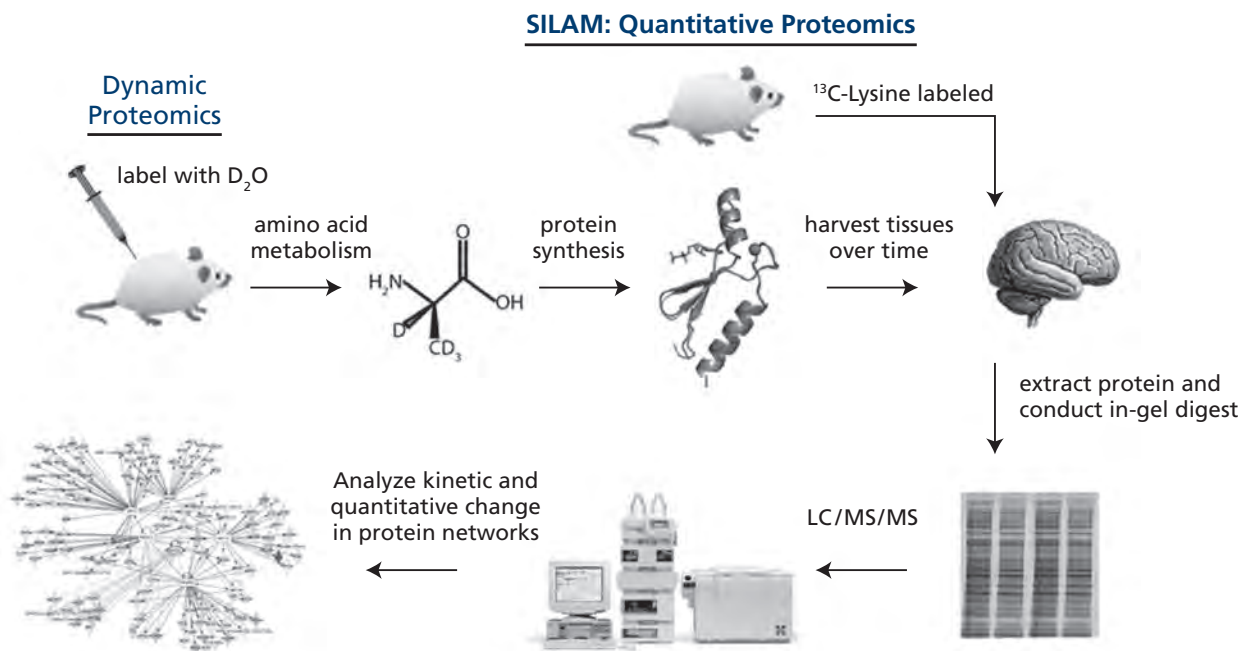 SILAM: Quantitative Proteomics
Dynamic
Proteomics
¹³C-Lysine labeled
label with D₂O
amino acid
metabolism
O
H₂N
OH
D
CD₃
protein
synthesis
harvest tissues
over time
extract protein and
conduct in-gel digest
Analyze kinetic and
quantitative change
in protein networks
LC/MS/MS